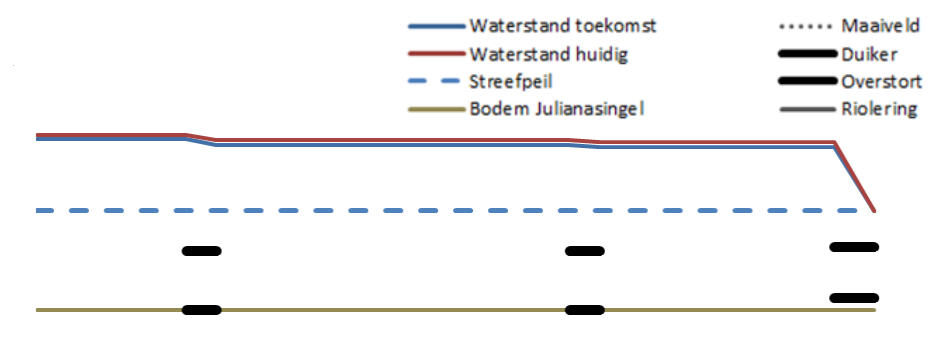 Waterstand toekomst
Waterstand huidig
Streefpeil
Bodem Julianasingel
Maaiveld
Duiker
Overstort
Riolering